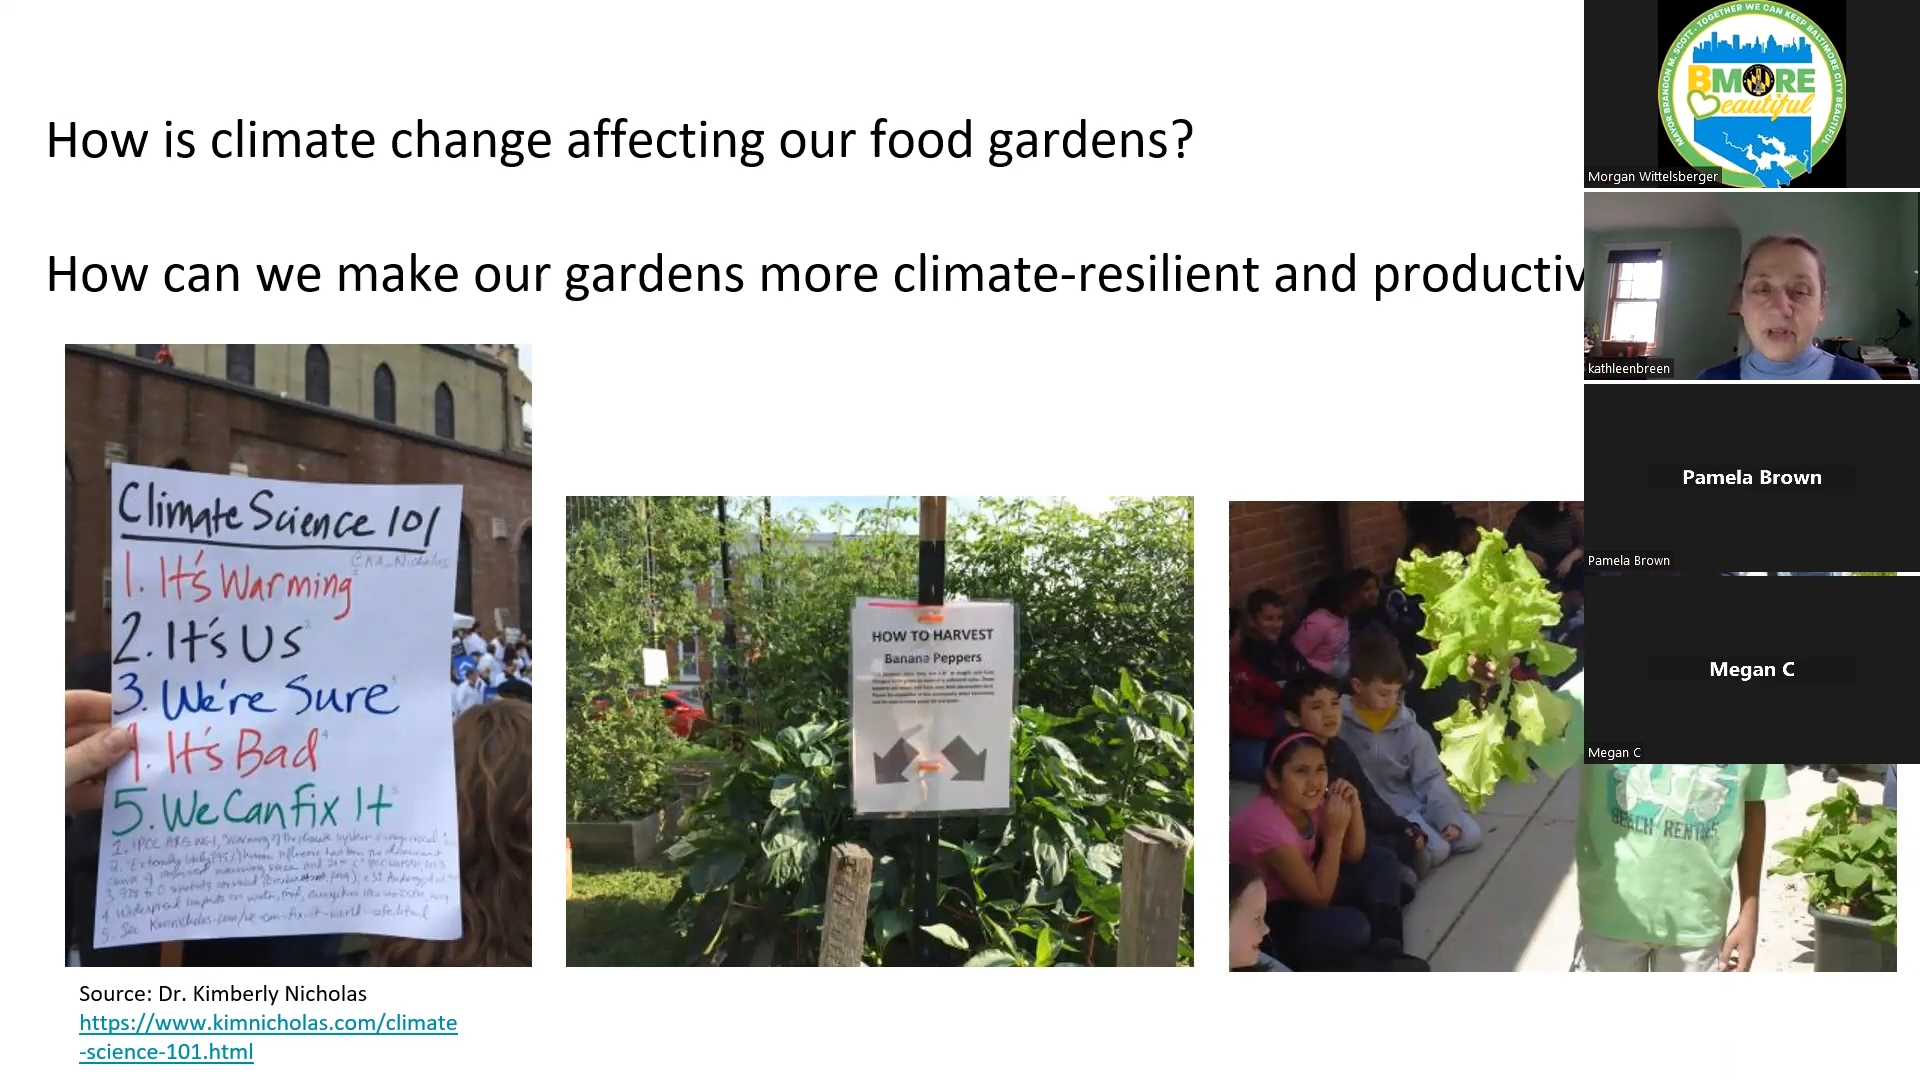 How is climate change affecting our food gardens?
How can we make our gardens more climate-resilient and productiv
Climate Science 101
@KA_Nicholas
1. It's Warming
2. It's Us
3. We're Sure
4. It's Bad
5. We Can Fix It
HOW TO HARVEST
Banana Peppers
BEACH RENTALS
Source: Dr. Kimberly Nicholas
https://www.kimnicholas.com/climate
-science-101.html
MAYOR BRANDON M. SCOTT - TOGETHER WE CAN KEEP BALTIMORE CITY BEAUTIFUL
BMORE
Beautiful
Morgan Wittelsberger
kathleenbreen
Pamela Brown
Pamela Brown
Megan C
Megan C